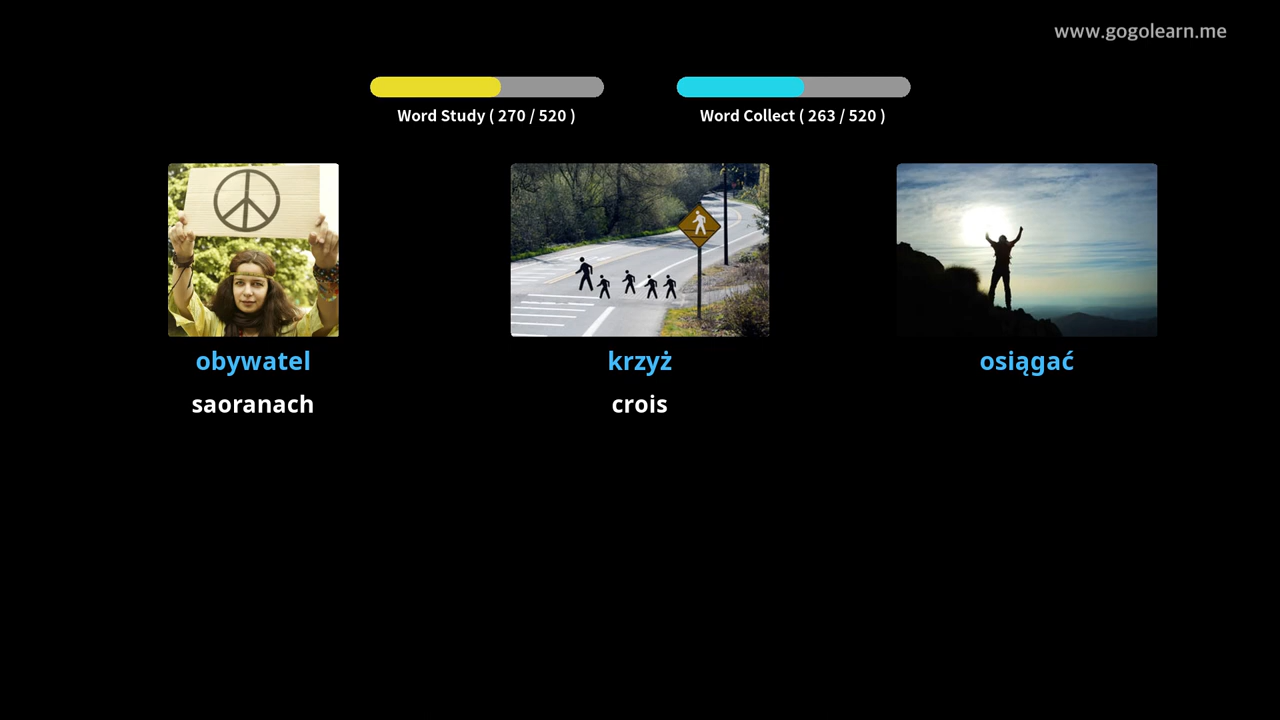 www.gogolearn.me
Word Study ( 270 / 520 )
Word Collect ( 263 / 520 )
obywatel
krzyż
osiągać
saoranach
crois